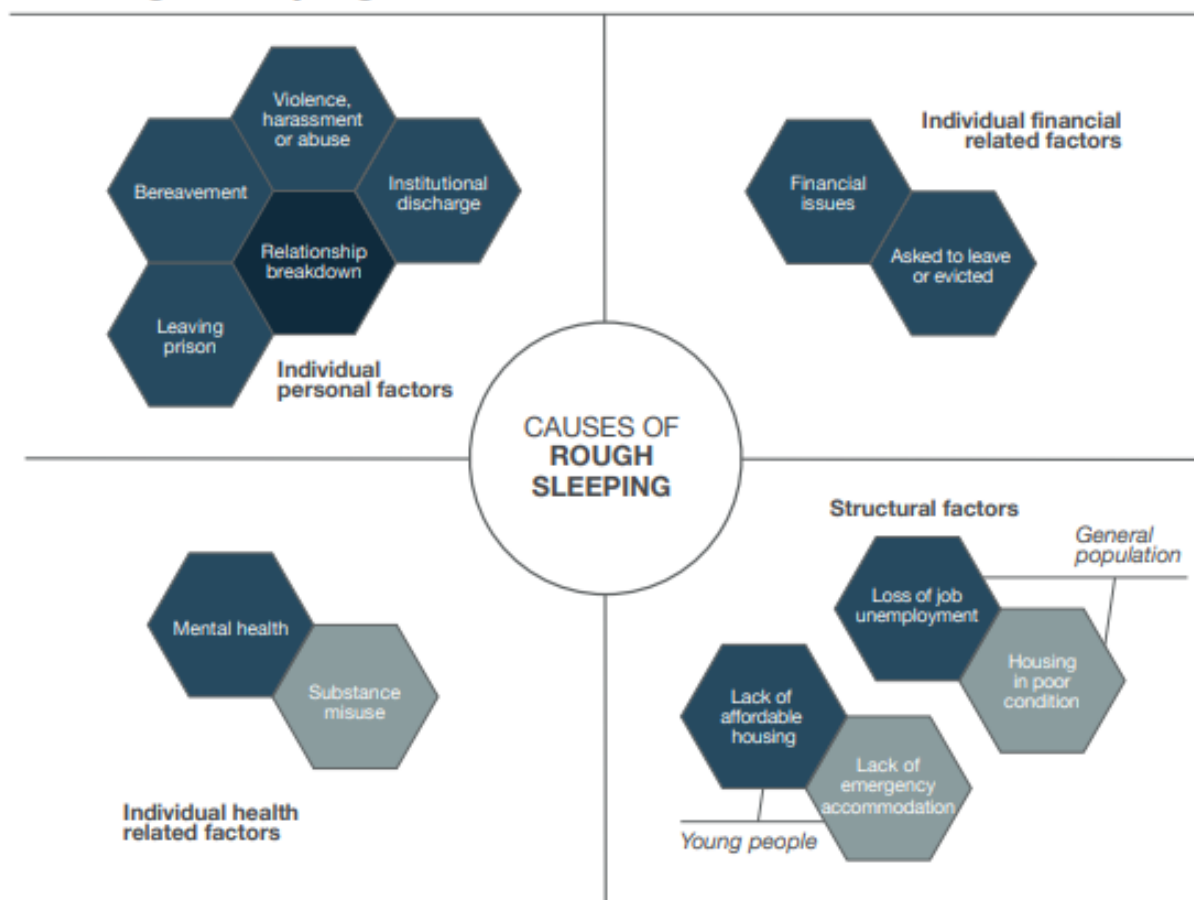 Violence,
harassment
or abuse
Bereavement
Institutional
discharge
Relationship
breakdown
Leaving
prison
Individual
personal factors
Individual financial
related factors
Financial
issues
Asked to leave
or evicted
CAUSES OF
ROUGH
SLEEPING
Mental health
Substance
misuse
Individual health
related factors
Structural factors
General
population
Loss of job
unemployment
Housing
in poor
condition
Lack of
affordable
housing
Lack of
emergency
accommodation
Young people